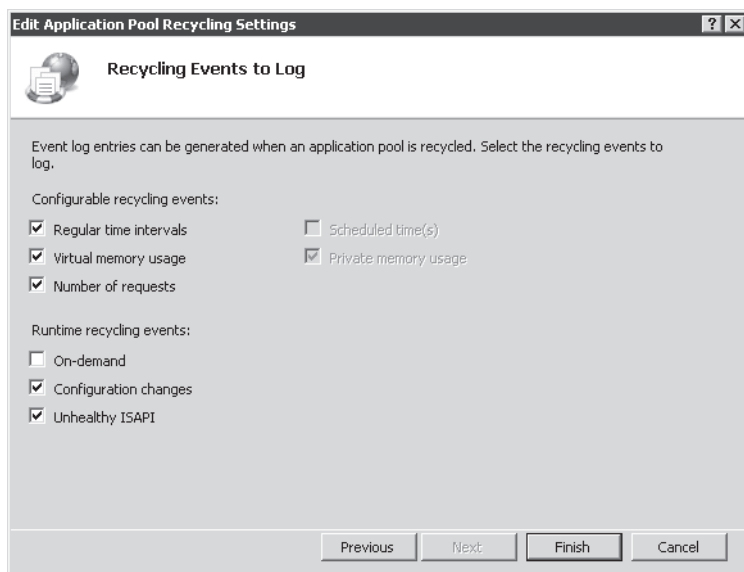 Edit Application Pool Recycling Settings
Recycling Events to Log
Event log entries can be generated when an application pool is recycled. Select the recycling events to
log.
Configurable recycling events:
Regular time intervals
Scheduled time(s)
Virtual memory usage
Private memory usage
Number of requests
Runtime recycling events:
On-demand
Configuration changes
Unhealthy ISAPI
Previous
Next
Finish
Cancel